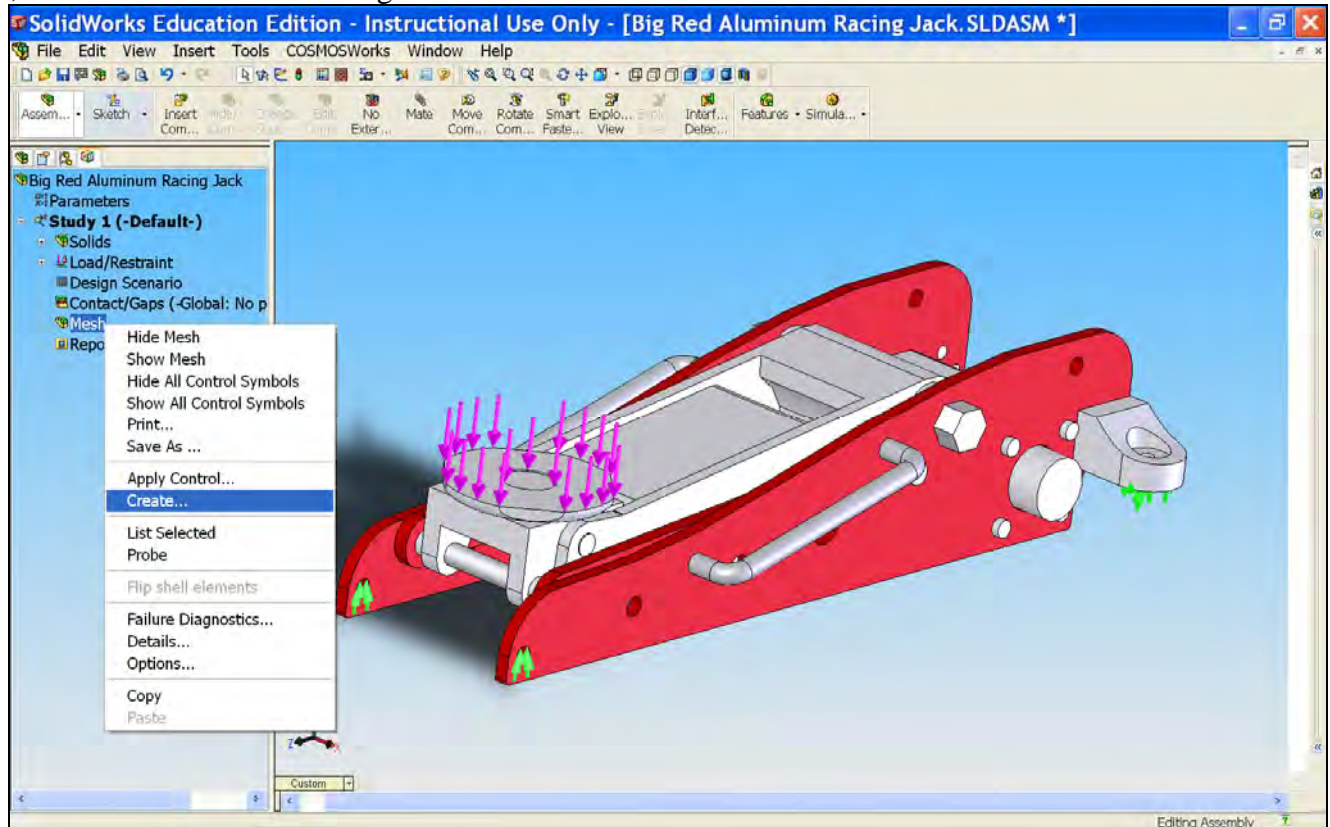 SolidWorks Education Edition - Instructional Use Only - [Big Red Aluminum Racing Jack.SLDASM *]
File Edit View Insert Tools COSMOSWorks Window Help
Assem... Sketch Insert Com... No Exter... Mate Move Com... Rotate Com... Smart Faste... Explo... View Interf... Detec... Features Simula...
Big Red Aluminum Racing Jack
Parameters
Study 1 (-Default-)
Solids
Load/Restraint
Design Scenario
Contact/Gaps (-Global: No p
Mesh
Repo
Hide Mesh
Show Mesh
Hide All Control Symbols
Show All Control Symbols
Print...
Save As ...
Apply Control...
Create...
List Selected
Probe
Flip shell elements
Failure Diagnostics...
Details...
Options...
Copy
Paste
Z
Custom
Editing Assembly